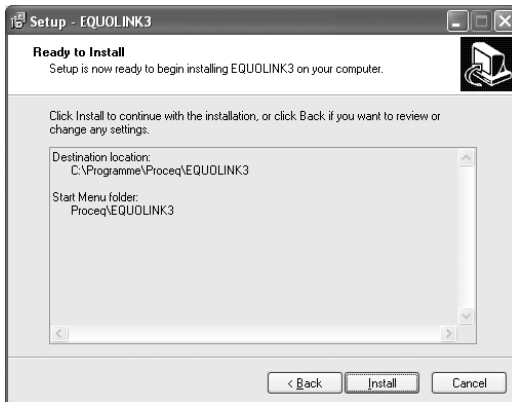 Setup - EQUOLINK3
Ready to Install
Setup is now ready to begin installing EQUOLINK3 on your computer.
Click Install to continue with the installation, or click Back if you want to review or
change any settings.
Destination location:
C:\Programme\Proceq\EQUOLINK3
Start Menu folder:
Proceq\EQUOLINK3
< Back
Install
Cancel